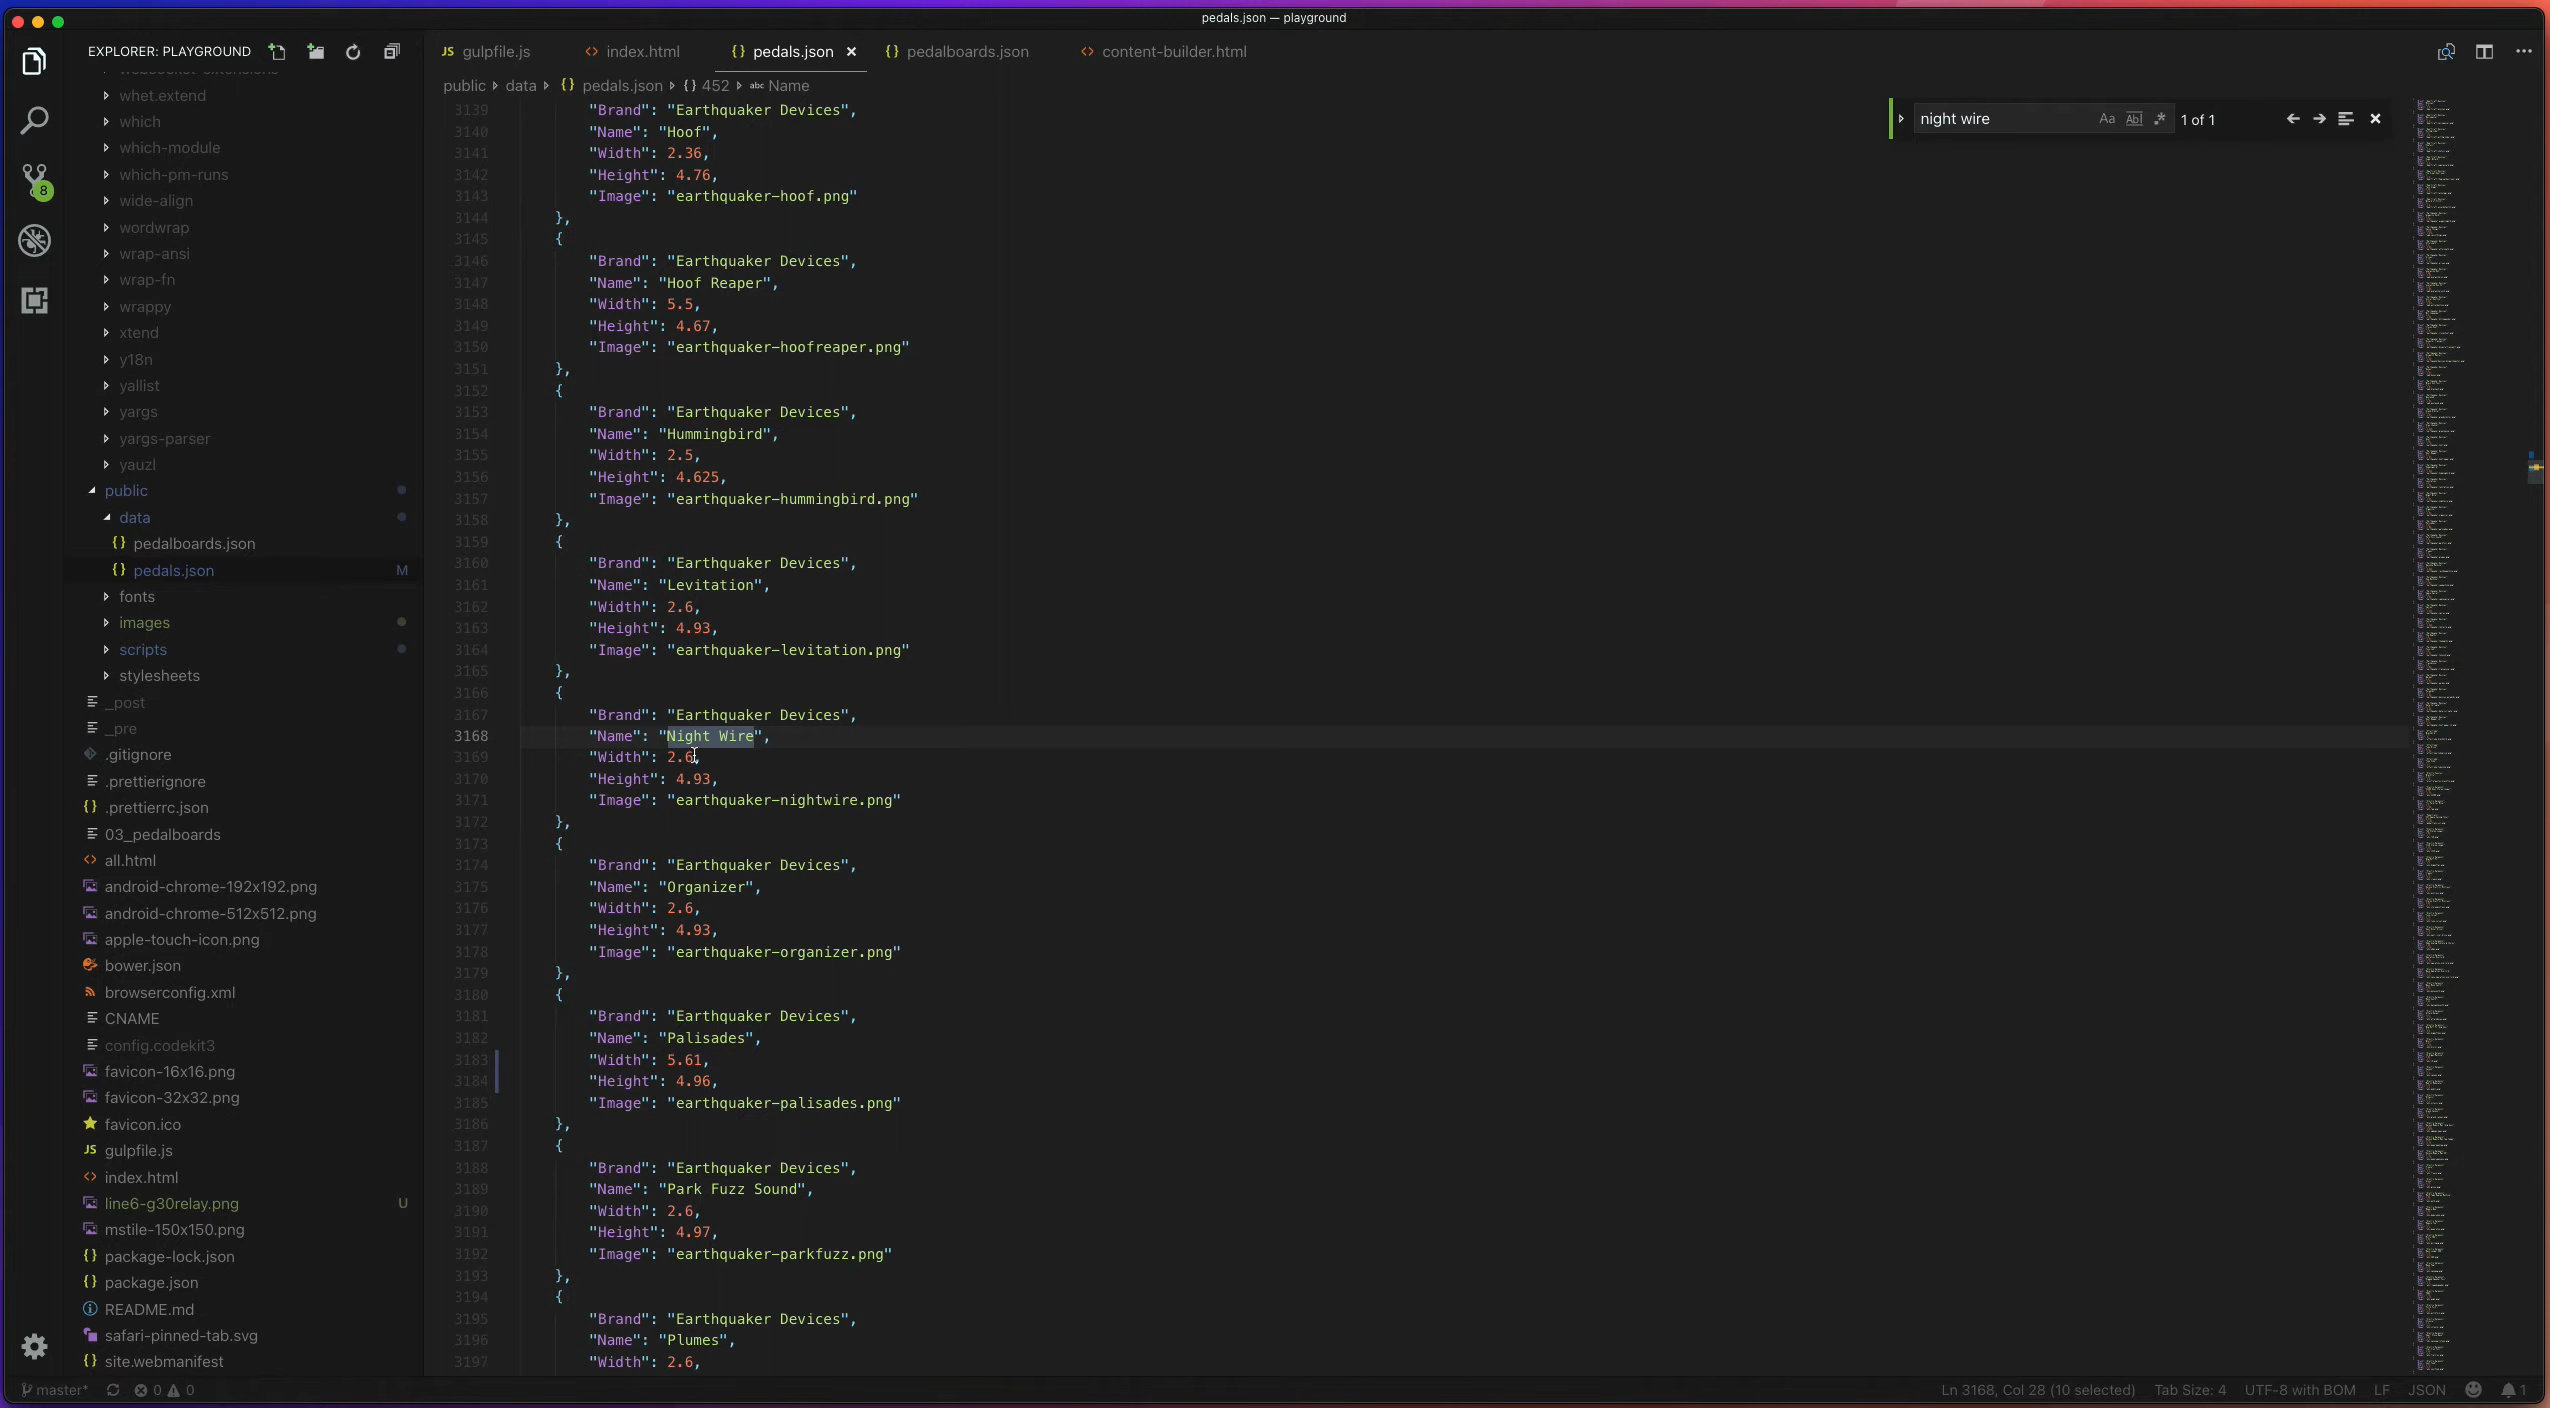 pedals.json — playground
EXPLORER: PLAYGROUND
whet.extend
which
which-module
which-pm-runs
wide-align
wordwrap
wrap-ansi
wrap-fn
wrappy
xtend
y18n
yallist
yargs
yargs-parser
yauzl
public
data
{} pedalboards.json
{} pedals.json M
fonts
images
scripts
stylesheets
_post
_pre
.gitignore
.prettierignore
{} .prettierrc.json
03_pedalboards
<> all.html
android-chrome-192x192.png
android-chrome-512x512.png
apple-touch-icon.png
bower.json
browserconfig.xml
CNAME
config.codekit3
favicon-16x16.png
favicon-32x32.png
favicon.ico
JS gulpfile.js
<> index.html
line6-g30relay.png U
mstile-150x150.png
{} package-lock.json
{} package.json
README.md
safari-pinned-tab.svg
{} site.webmanifest
8
JS gulpfile.js <> index.html {} pedals.json {} pedalboards.json <> content-builder.html
public data {} pedals.json {} 452 abc Name
night wire Aa Abl .* 1 of 1
3139 "Brand": "Earthquaker Devices",
3140 "Name": "Hoof",
3141 "Width": 2.36,
3142 "Height": 4.76,
3143 "Image": "earthquaker-hoof.png"
3144 },
3145 {
3146 "Brand": "Earthquaker Devices",
3147 "Name": "Hoof Reaper",
3148 "Width": 5.5,
3149 "Height": 4.67,
3150 "Image": "earthquaker-hoofreaper.png"
3151 },
3152 {
3153 "Brand": "Earthquaker Devices",
3154 "Name": "Hummingbird",
3155 "Width": 2.5,
3156 "Height": 4.625,
3157 "Image": "earthquaker-hummingbird.png"
3158 },
3159 {
3160 "Brand": "Earthquaker Devices",
3161 "Name": "Levitation",
3162 "Width": 2.6,
3163 "Height": 4.93,
3164 "Image": "earthquaker-levitation.png"
3165 },
3166 {
3167 "Brand": "Earthquaker Devices",
3168 "Name": "Night Wire",
3169 "Width": 2.6,
3170 "Height": 4.93,
3171 "Image": "earthquaker-nightwire.png"
3172 },
3173 {
3174 "Brand": "Earthquaker Devices",
3175 "Name": "Organizer",
3176 "Width": 2.6,
3177 "Height": 4.93,
3178 "Image": "earthquaker-organizer.png"
3179 },
3180 {
3181 "Brand": "Earthquaker Devices",
3182 "Name": "Palisades",
3183 "Width": 5.61,
3184 "Height": 4.96,
3185 "Image": "earthquaker-palisades.png"
3186 },
3187 {
3188 "Brand": "Earthquaker Devices",
3189 "Name": "Park Fuzz Sound",
3190 "Width": 2.6,
3191 "Height": 4.97,
3192 "Image": "earthquaker-parkfuzz.png"
3193 },
3194 {
3195 "Brand": "Earthquaker Devices",
3196 "Name": "Plumes",
3197 "Width": 2.6,
master* 0 0 Ln 3168, Col 28 (10 selected) Tab Size: 4 UTF-8 with BOM LF JSON 1